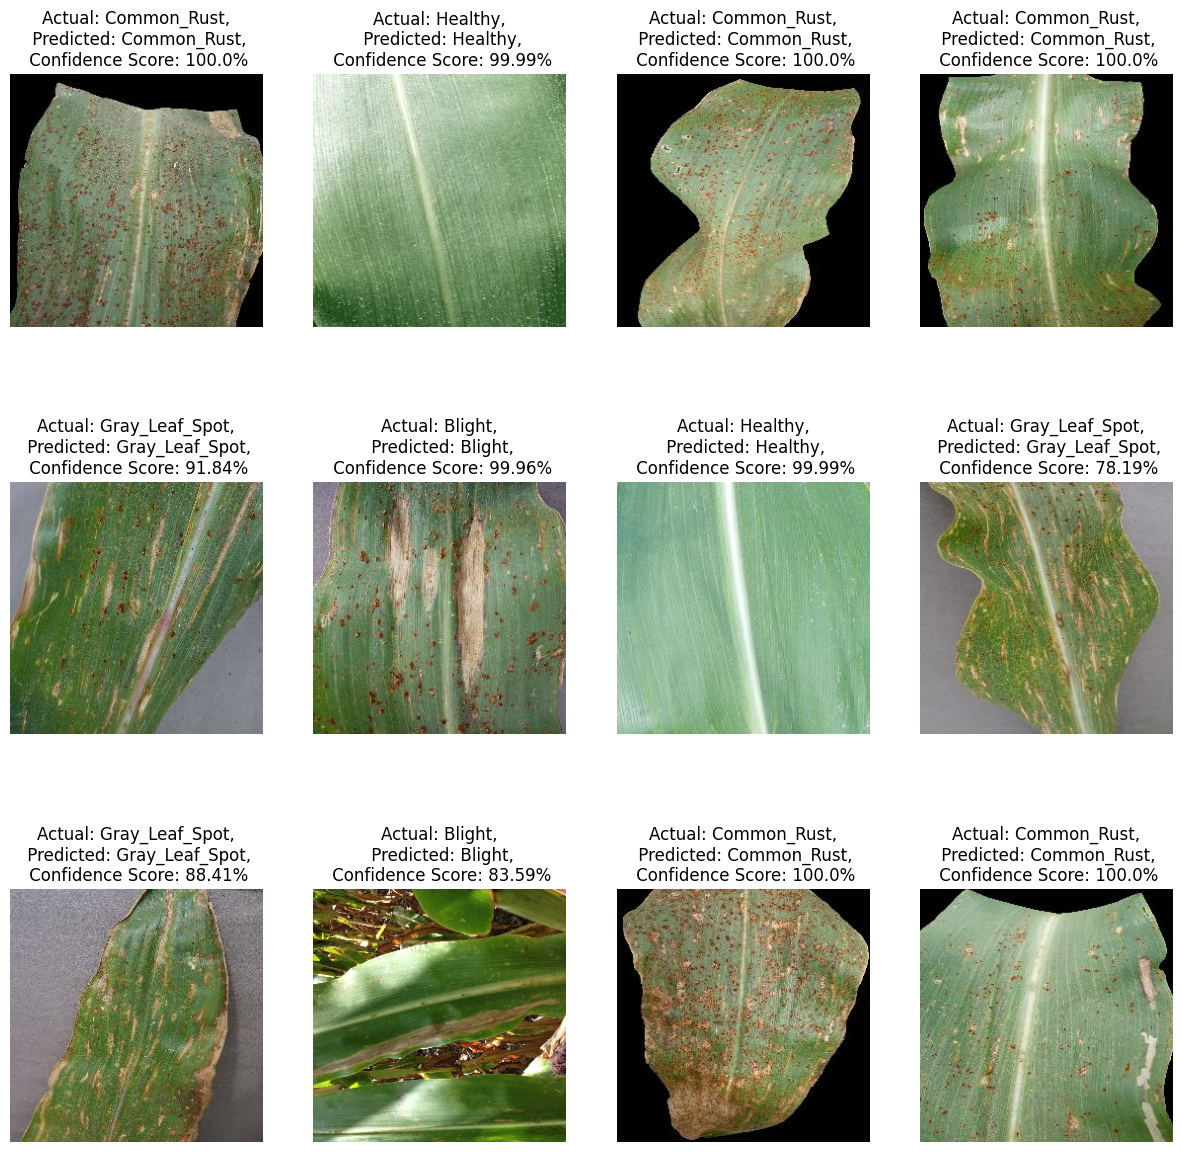 Actual: Common_Rust,
Predicted: Common_Rust,
Confidence Score: 100.0%
Actual: Healthy,
Predicted: Healthy,
Confidence Score: 99.99%
Actual: Common_Rust,
Predicted: Common_Rust,
Confidence Score: 100.0%
Actual: Common_Rust,
Predicted: Common_Rust,
Confidence Score: 100.0%
Actual: Gray_Leaf_Spot,
Predicted: Gray_Leaf_Spot,
Confidence Score: 91.84%
Actual: Blight,
Predicted: Blight,
Confidence Score: 99.96%
Actual: Healthy,
Predicted: Healthy,
Confidence Score: 99.99%
Actual: Gray_Leaf_Spot,
Predicted: Gray_Leaf_Spot,
Confidence Score: 78.19%
Actual: Gray_Leaf_Spot,
Predicted: Gray_Leaf_Spot,
Confidence Score: 88.41%
Actual: Blight,
Predicted: Blight,
Confidence Score: 83.59%
Actual: Common_Rust,
Predicted: Common_Rust,
Confidence Score: 100.0%
Actual: Common_Rust,
Predicted: Common_Rust,
Confidence Score: 100.0%